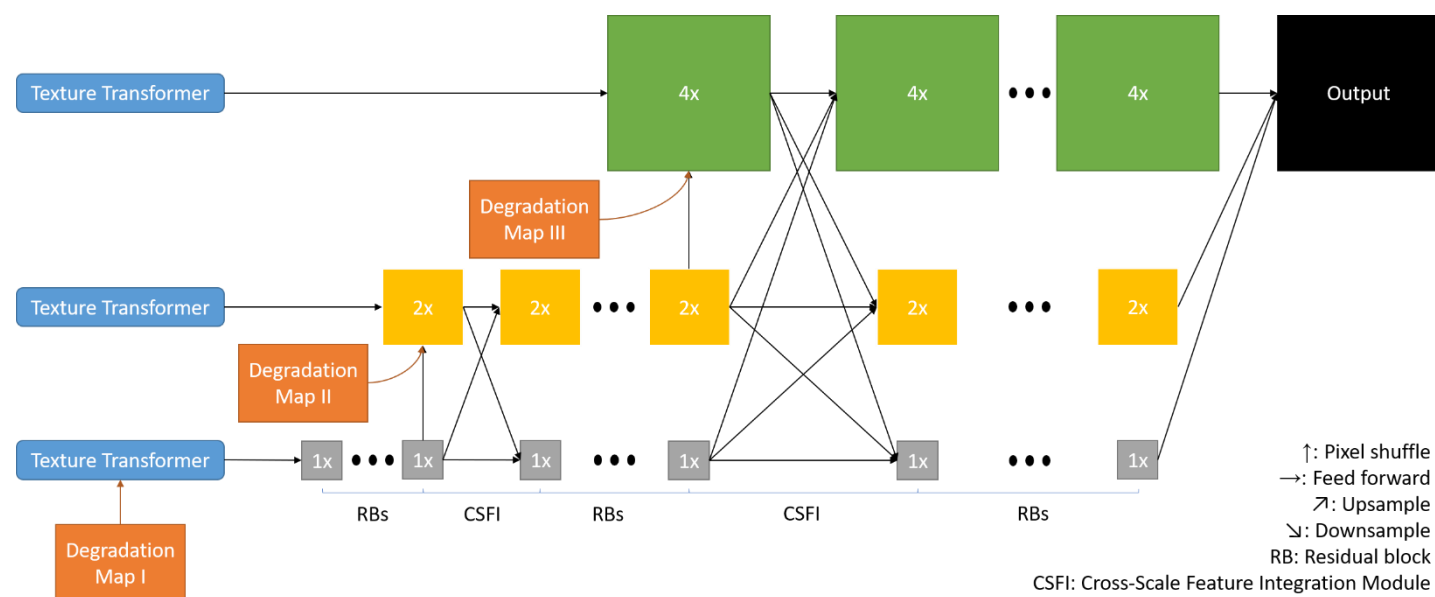 Texture Transformer
4x
4x
4x
Output
Degradation
Map III
Texture Transformer
2x
2x
2x
2x
2x
Degradation
Map II
Texture Transformer
1x
1x
1x
1x
1x
1x
RBs
CSFI
RBs
CSFI
RBs
Degradation
Map I
↑: Pixel shuffle
→: Feed forward
↗: Upsample
↘: Downsample
RB: Residual block
CSFI: Cross-Scale Feature Integration Module